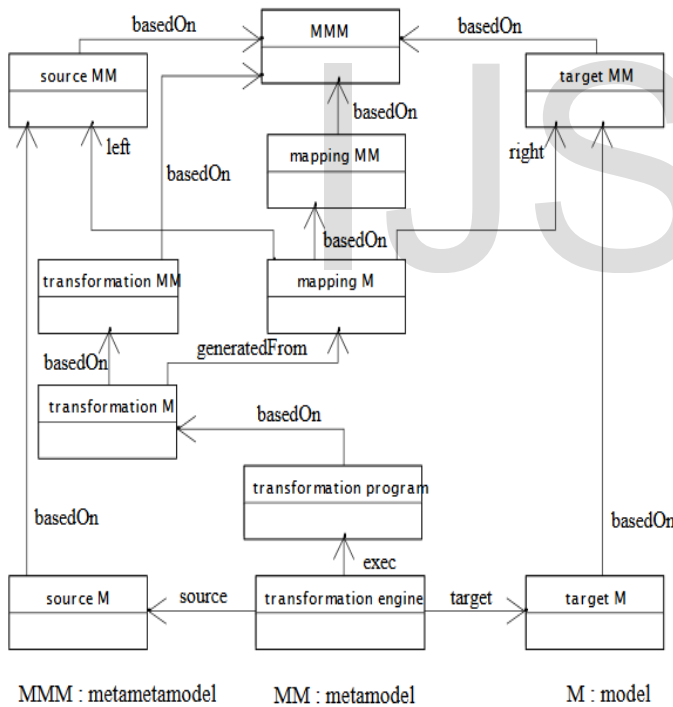 basedOn
MMM
basedOn
source MM
target MM
left
basedOn
mapping MM
right
basedOn
basedOn
transformation MM
mapping M
generatedFrom
basedOn
transformation M
basedOn
transformation program
basedOn
basedOn
exec
source M
source
transformation engine
target
target M
MMM : metametamodel
MM : metamodel
M : model
IJS